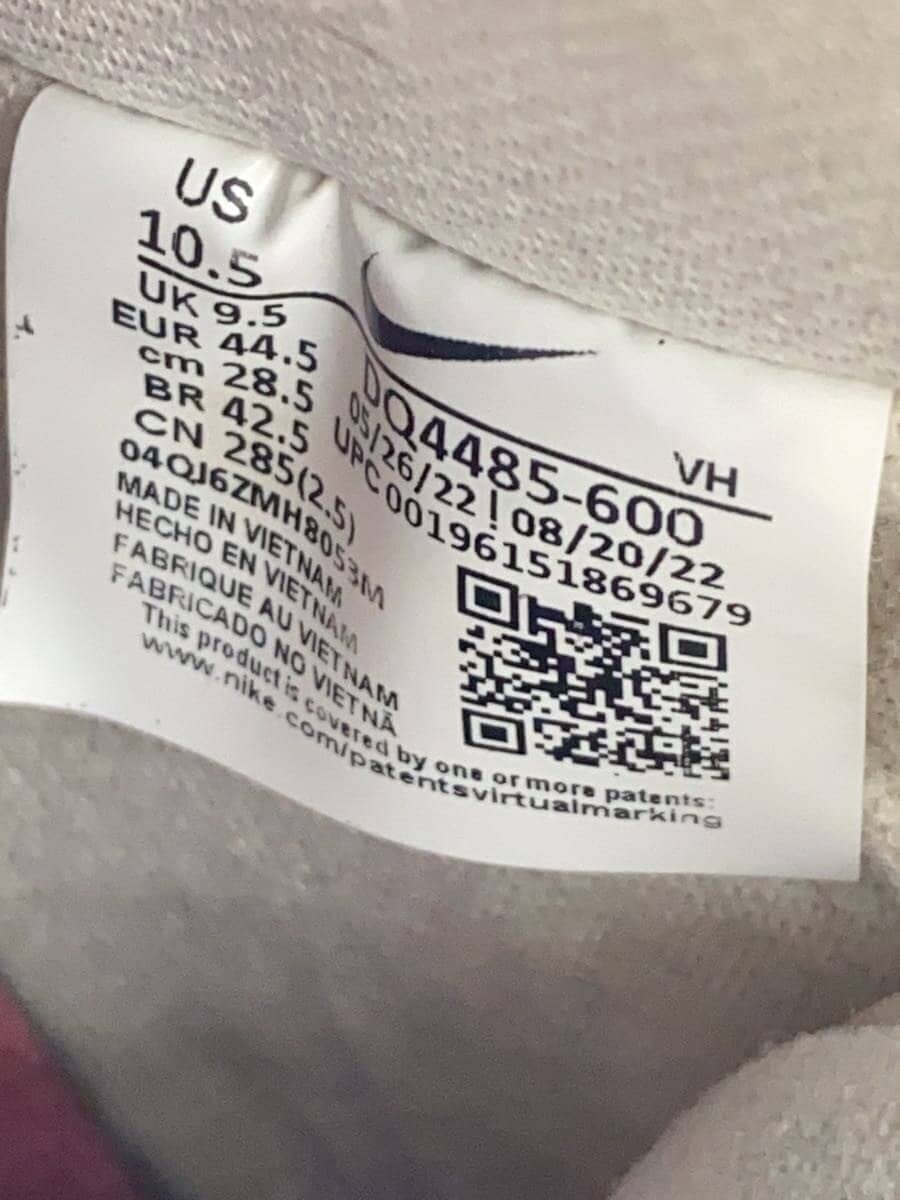 US
10.5
UK 9.5
EUR 44.5
cm 28.5
BR 42.5
CN 285(2.5)
04QJ6ZMH8053M
MADE IN VIETNAM
HECHO EN VIETNAM
FABRIQUE AU VIETNAM
FABRICADO NO VIETNÃ
This product is covered by one or more patents:
www.nike.com/patentsvirtualmarking
VH
DQ4485-600
05/26/22 ! 08/20/22
UPC 00196151869679